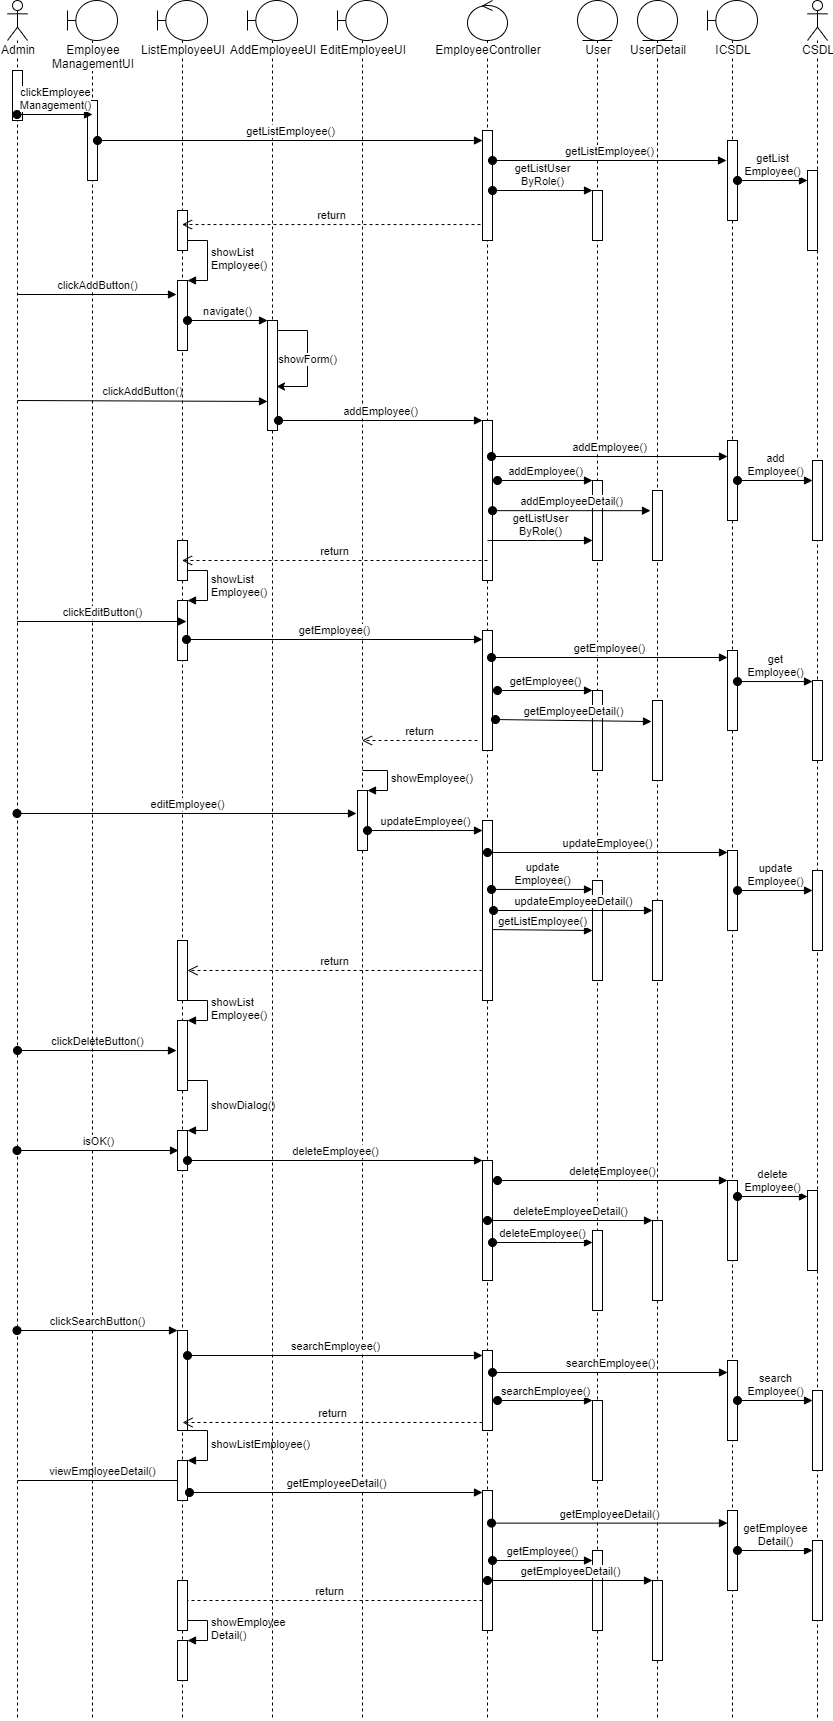 Admin
Employee
ManagementUI
ListEmployeeUI
AddEmployeeUI
EditEmployeeUI
EmployeeController
User
UserDetail
ICSDL
CSDL
clickEmployee
Management()
getListEmployee()
getListEmployee()
getList
Employee()
getListUser
ByRole()
return
showList
Employee()
clickAddButton()
navigate()
showForm()
clickAddButton()
addEmployee()
addEmployee()
add
Employee()
addEmployee()
addEmployeeDetail()
getListUser
ByRole()
return
showList
Employee()
clickEditButton()
getEmployee()
getEmployee()
get
Employee()
getEmployee()
getEmployeeDetail()
return
showEmployee()
editEmployee()
updateEmployee()
updateEmployee()
update
Employee()
update
Employee()
updateEmployeeDetail()
getListEmployee()
return
showList
Employee()
clickDeleteButton()
showDialog()
isOK()
deleteEmployee()
deleteEmployee()
delete
Employee()
deleteEmployeeDetail()
deleteEmployee()
clickSearchButton()
searchEmployee()
searchEmployee()
search
Employee()
searchEmployee()
return
showListEmployee()
viewEmployeeDetail()
getEmployeeDetail()
getEmployeeDetail()
getEmployee
Detail()
getEmployee()
getEmployeeDetail()
return
showEmployee
Detail()